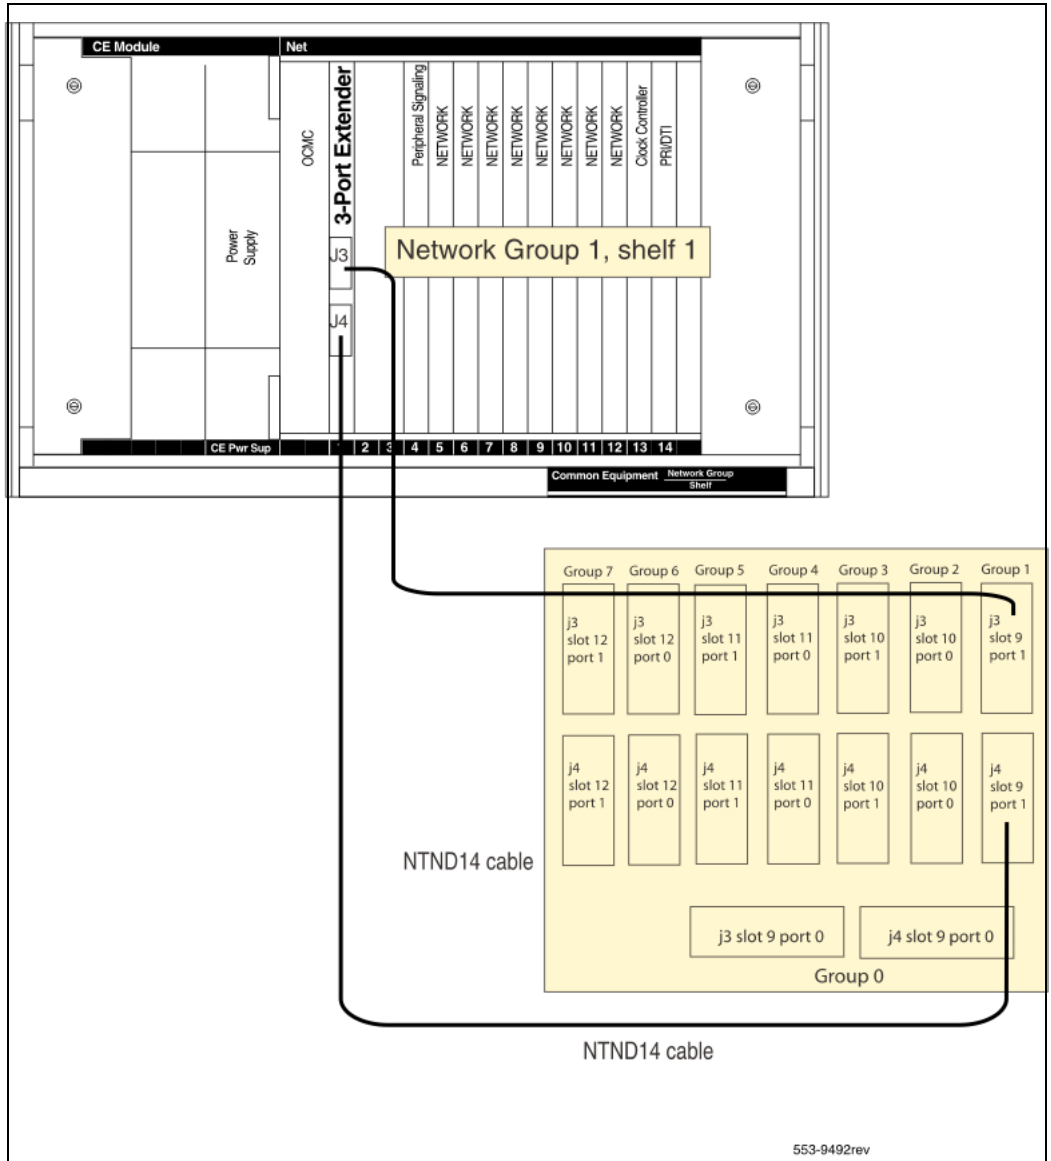 CE Module
Net
OCMC
3-Port Extender
Peripheral Signaling
NETWORK
NETWORK
NETWORK
NETWORK
NETWORK
NETWORK
NETWORK
NETWORK
Clock Controller
PRI/DTI
Power
Supply
J3
Network Group 1, shelf 1
J4
CE Pwr Sup
1 2 3 4 5 6 7 8 9 10 11 12 13 14
Common Equipment
Network Group
Shelf
Group 7 Group 6 Group 5 Group 4 Group 3 Group 2 Group 1
j3
slot 12
port 1
j3
slot 12
port 0
j3
slot 11
port 1
j3
slot 11
port 0
j3
slot 10
port 1
j3
slot 10
port 0
j3
slot 9
port 1
j4
slot 12
port 1
j4
slot 12
port 0
j4
slot 11
port 1
j4
slot 11
port 0
j4
slot 10
port 1
j4
slot 10
port 0
j4
slot 9
port 1
NTND14 cable
j3 slot 9 port 0
j4 slot 9 port 0
Group 0
NTND14 cable
553-9492rev